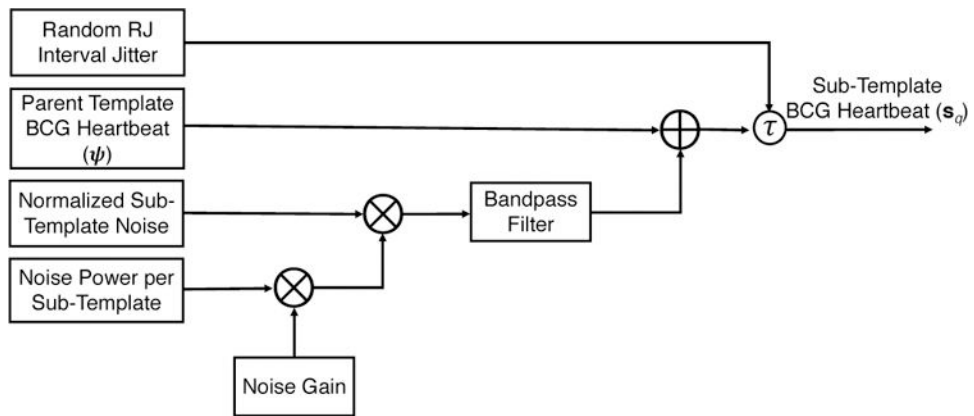 Random RJ
Interval Jitter
Sub-Template
BCG Heartbeat (s_q)
Parent Template
BCG Heartbeat
(ψ)
τ
Normalized Sub-
Template Noise
Bandpass
Filter
Noise Power per
Sub-Template
Noise Gain